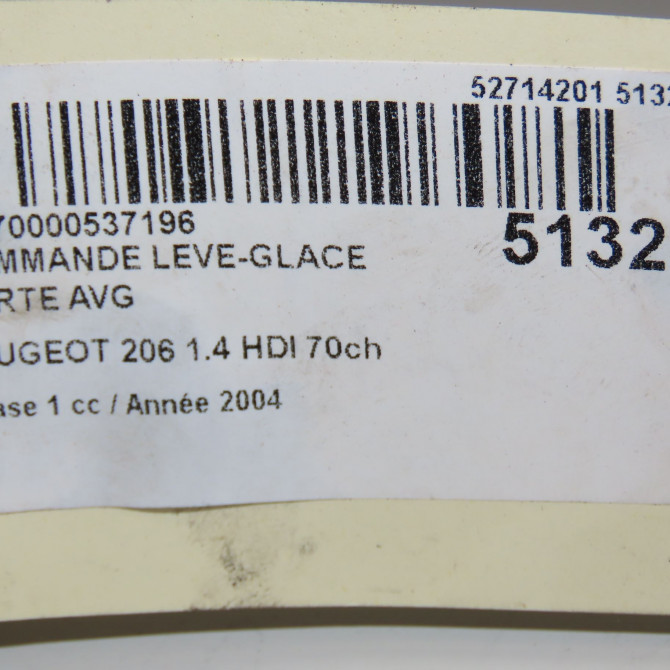 52714201 5132
70000537196
5132
MMANDE LEVE-GLACE
RTE AVG
UGEOT 206 1.4 HDI 70ch
ase 1 cc / Année 2004